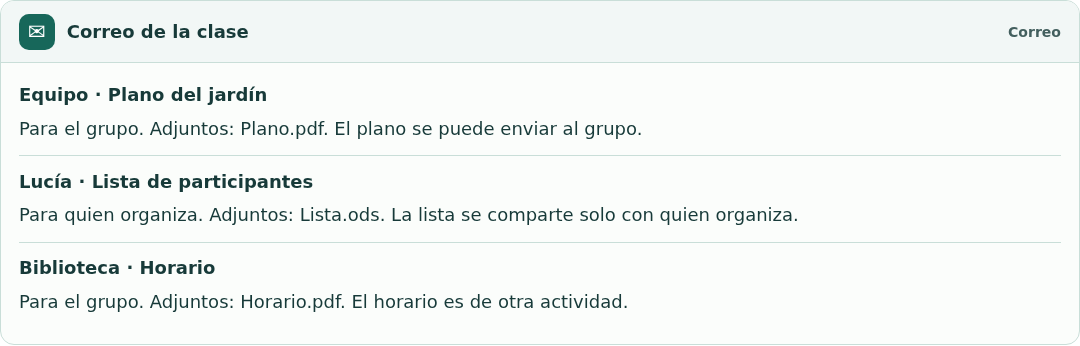 Correo de la clase
Correo
Equipo · Plano del jardín
Para el grupo. Adjuntos: Plano.pdf. El plano se puede enviar al grupo.
Lucía · Lista de participantes
Para quien organiza. Adjuntos: Lista.ods. La lista se comparte solo con quien organiza.
Biblioteca · Horario
Para el grupo. Adjuntos: Horario.pdf. El horario es de otra actividad.